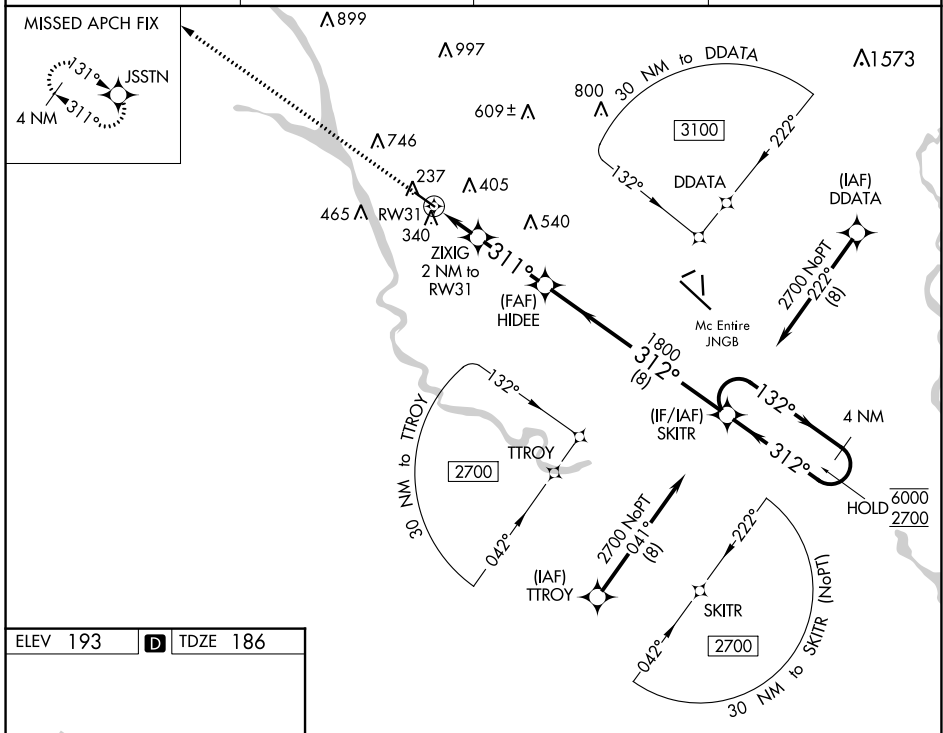 MISSED APCH FIX
131°
JSSTN
311°
4 NM
899
997
1573
800
609 ±
746
237
405
465
RW31
340
540
30 NM to DDATA
3100
222°
132°
DDATA
(IAF)
DDATA
2700 NoPT
222°
(8)
ZIXIG
2 NM to
RW31
311°
(FAF)
HIDEE
Mc Entire
JNGB
1800
312°
(8)
(IF/IAF)
SKITR
132°
4 NM
312°
HOLD
6000
2700
30 NM to TTROY
132°
TTROY
2700
042°
2700 NoPT
041°
(8)
(IAF)
TTROY
222°
SKITR
2700
042°
30 NM to SKITR (NoPT)
ELEV 193 D TDZE 186